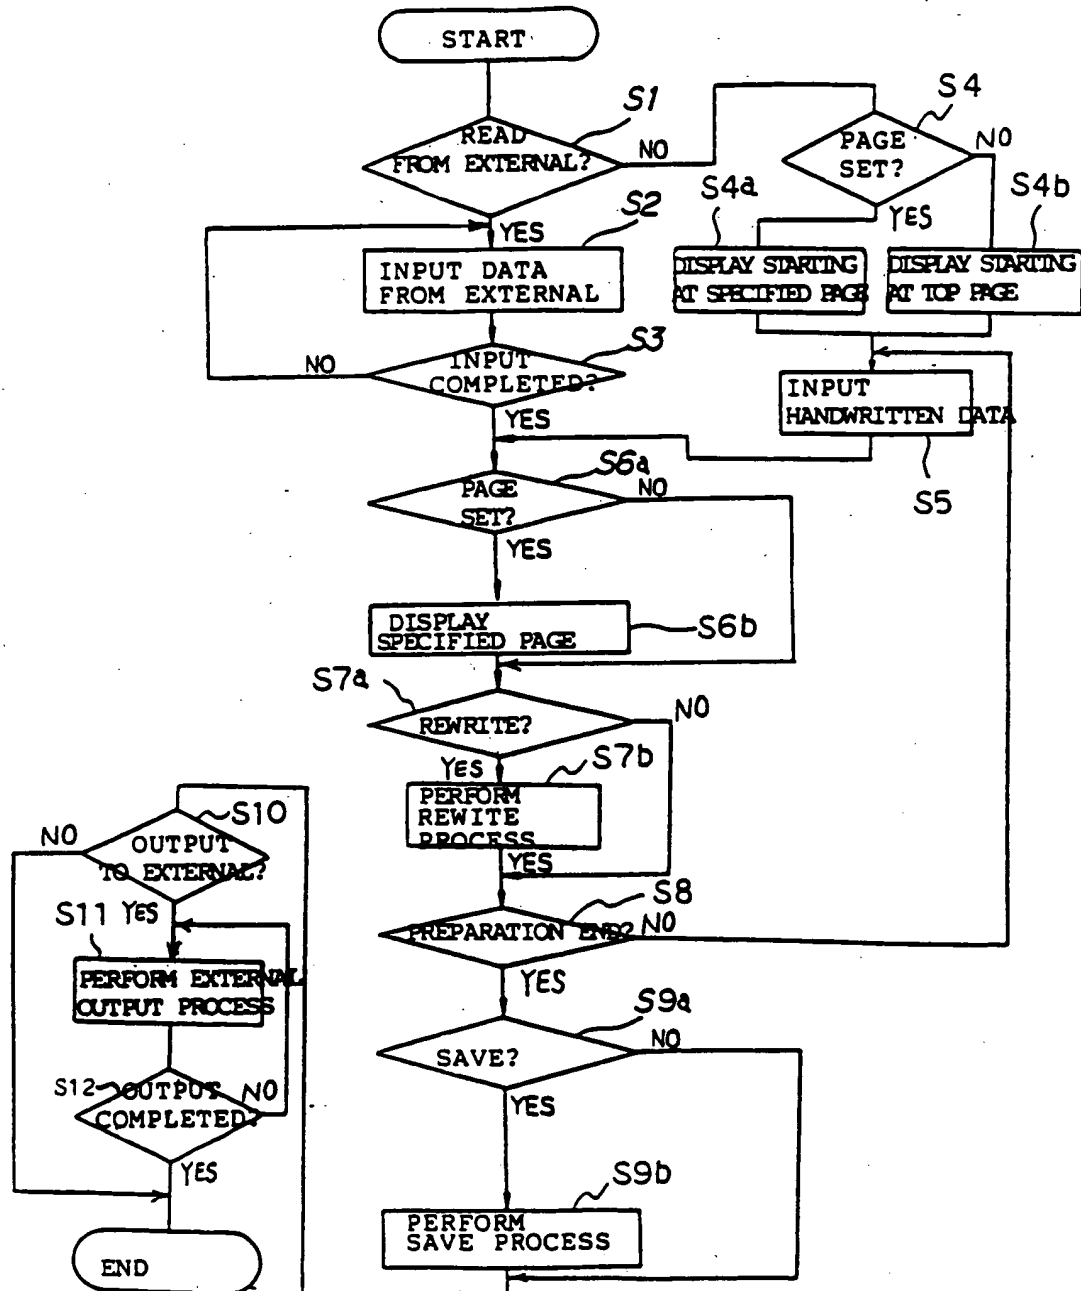 START
S1
READ
FROM EXTERNAL?
NO
YES
S4
PAGE
SET?
NO
YES
S4a
S4b
DISPLAY STARTING
AT SPECIFIED PAGE
DISPLAY STARTING
AT TOP PAGE
S2
INPUT DATA
FROM EXTERNAL
S3
INPUT
COMPLETED?
NO
YES
INPUT
HANDWRITTEN DATA
S5
S6a
PAGE
SET?
NO
YES
DISPLAY
SPECIFIED PAGE
S6b
S7a
REWRITE?
NO
YES
S7b
PERFORM
REWITE
PROCESS
YES
S8
PREPARATION END?
NO
YES
S9a
SAVE?
NO
YES
S9b
PERFORM
SAVE PROCESS
S10
NO
OUTPUT
TO EXTERNAL?
YES
S11
PERFORM EXTERNAL
OUTPUT PROCESS
S12
OUTPUT
COMPLETED?
NO
YES
END